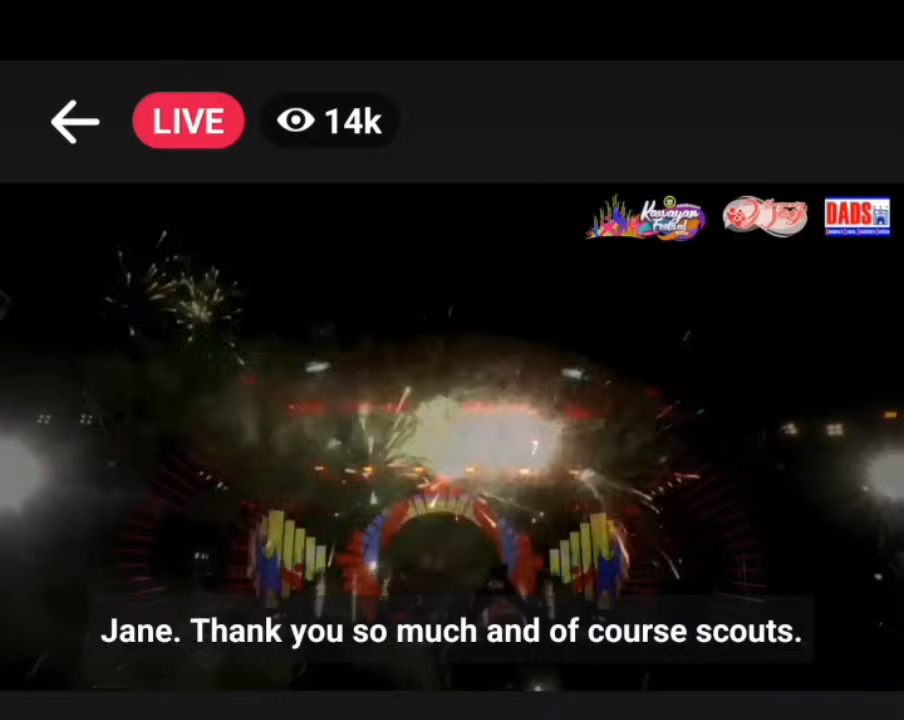 LIVE
14k
Kawayan
Festival
DADS
Jane. Thank you so much and of course scouts.